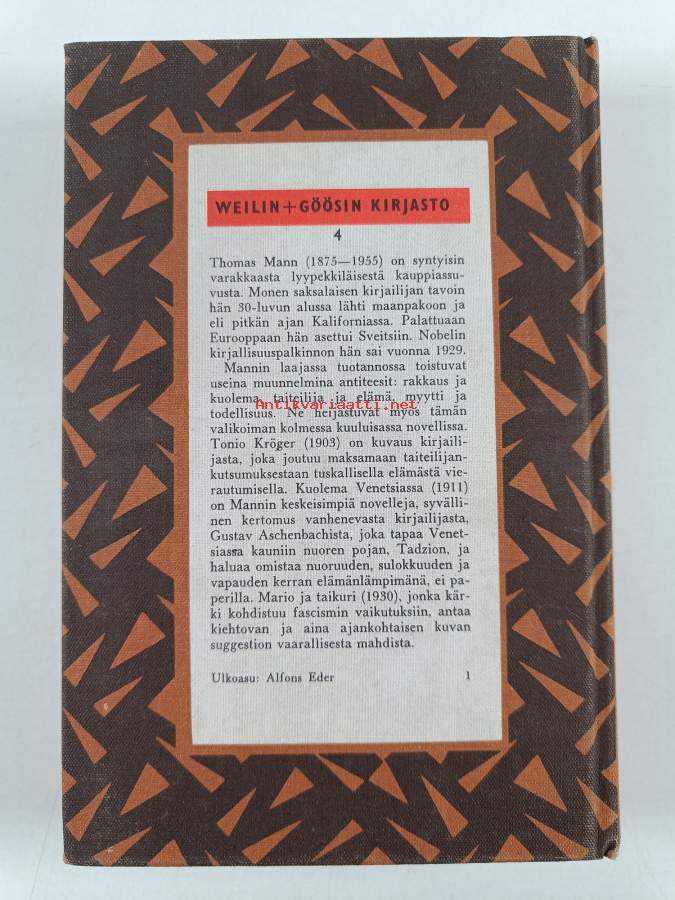 WEILIN+GÖÖSIN KIRJASTO
4
Thomas Mann (1875—1955) on syntyisin
varakkaasta lyypekkiläisestä kauppiassu-
vusta. Monen saksalaisen kirjailijan tavoin
hän 30-luvun alussa lähti maanpakoon ja
eli pitkän ajan Kaliforniassa. Palattuaan
Eurooppaan hän asettui Sveitsiin. Nobelin
kirjallisuuspalkinnon hän sai vuonna 1929.
Mannin laajassa tuotannossa toistuvat
useina muunnelmina antiteesit: rakkaus ja
kuolema, taiteilija ja elämä, myytti ja
Antikvariaatti.net
todellisuus. Ne heijastuvat myös tämän
valikoiman kolmessa kuuluisassa novellissa.
Tonio Kröger (1903) on kuvaus kirjaili-
jasta, joka joutuu maksamaan taiteilijan-
kutsumuksestaan tuskallisella elämästä vie-
rautumisella. Kuolema Venetsiassa (1911)
on Mannin keskeisimpiä novelleja, syvälli-
nen kertomus vanhenevasta kirjailijasta,
Gustav Aschenbachista, joka tapaa Venet-
siassa kauniin nuoren pojan, Tadzion, ja
haluaa omistaa nuoruuden, sulokkuuden ja
vapauden kerran elämänlämpimänä, ei pa-
perilla. Mario ja taikuri (1930), jonka kär-
ki kohdistuu fascismin vaikutuksiin, antaa
kiehtovan ja aina ajankohtaisen kuvan
suggestion vaarallisesta mahdista.
Ulkoasu: Alfons Eder 1